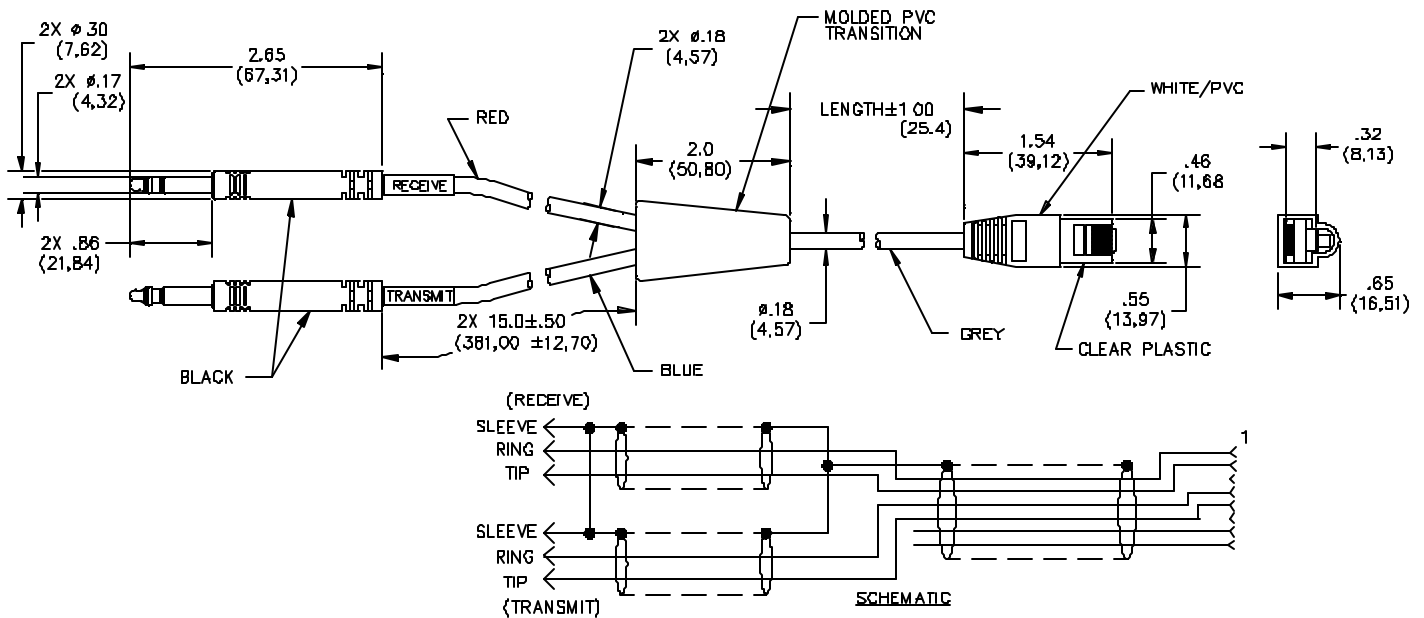 2X ø.30
(7,62)
2X ø.17
(4,32)
2.65
(67,31)
RED
2X ø.18
(4,57)
MOLDED PVC
TRANSITION
LENGTH±1.00
(25.4)
WHITE/PVC
1.54
(39,12)
.46
(11,68
.32
(8,13)
2.0
(50,80)
RECEIVE
2X .86
(21,84)
TRANSMIT
2X 15.0±.50
(381,00 ±12,70)
BLACK
BLUE
ø.18
(4,57)
GREY
.55
(13,97)
CLEAR PLASTIC
.65
(16,51)
(RECEIVE)
SLEEVE
RING
TIP
1
SLEEVE
RING
TIP
(TRANSMIT)
SCHEMATIC